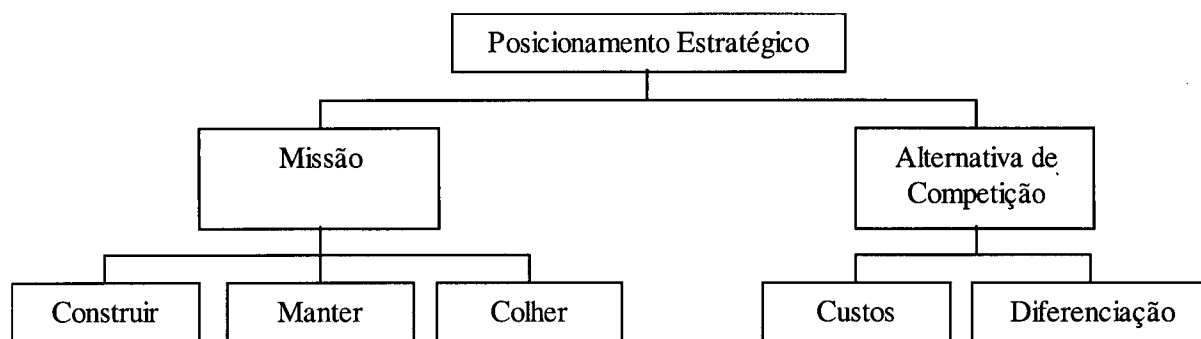 Posicionamento Estratégico
Missão
Alternativa de
Competição
Construir
Manter
Colher
Custos
Diferenciação